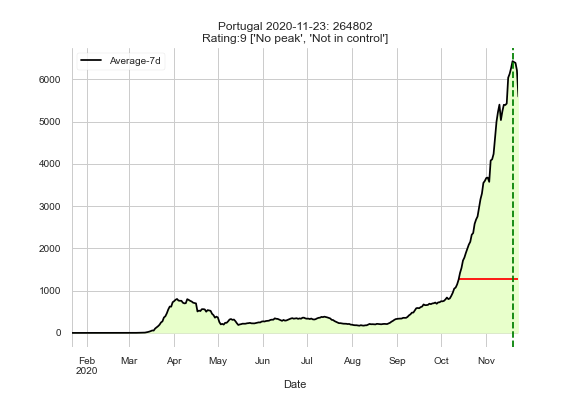 Portugal 2020-11-23: 264802
Rating:9 ['No peak', 'Not in control']
Average-7d
6000
5000
4000
3000
2000
1000
0
Feb Mar Apr May Jun Jul Aug Sep Oct Nov
2020
Date